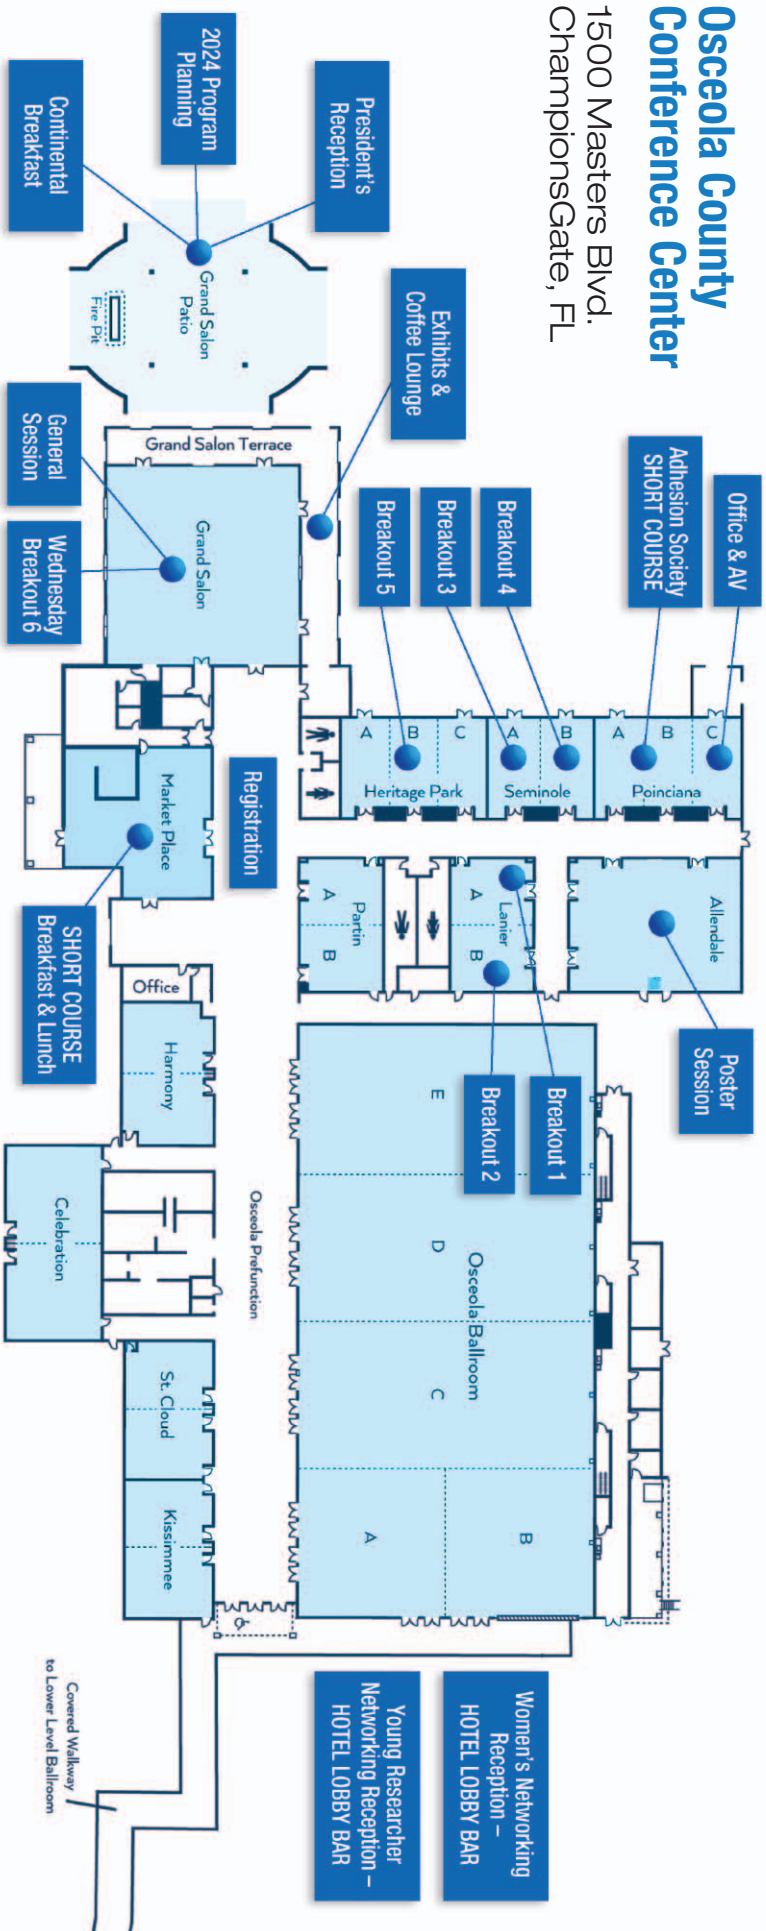 Osceola County
Conference Center
1500 Masters Blvd.
ChampionsGate, FL
President's
Reception
2024 Program
Planning
Continental
Breakfast
Exhibits &
Coffee Lounge
General
Session
Wednesday
Breakout 6
Office & AV
Adhesion Society
SHORT COURSE
Breakout 4
Breakout 3
Breakout 5
Registration
SHORT COURSE
Breakfast & Lunch
Poster
Session
Breakout 1
Breakout 2
Women's Networking
Reception –
HOTEL LOBBY BAR
Young Researcher
Networking Reception –
HOTEL LOBBY BAR
Grand Salon
Patio
Fire Pit
Grand Salon Terrace
Grand Salon
A
B
C
Heritage Park
A
B
Seminole
A
B
C
Poinciana
Market Place
Allendale
A
Lanier
B
Partin
A
B
Office
Harmony
Celebration
Osceola Prefunction
St. Cloud
Kissimmee
Osceola Ballroom
E
D
C
B
A
Covered Walkway
to Lower Level Ballroom